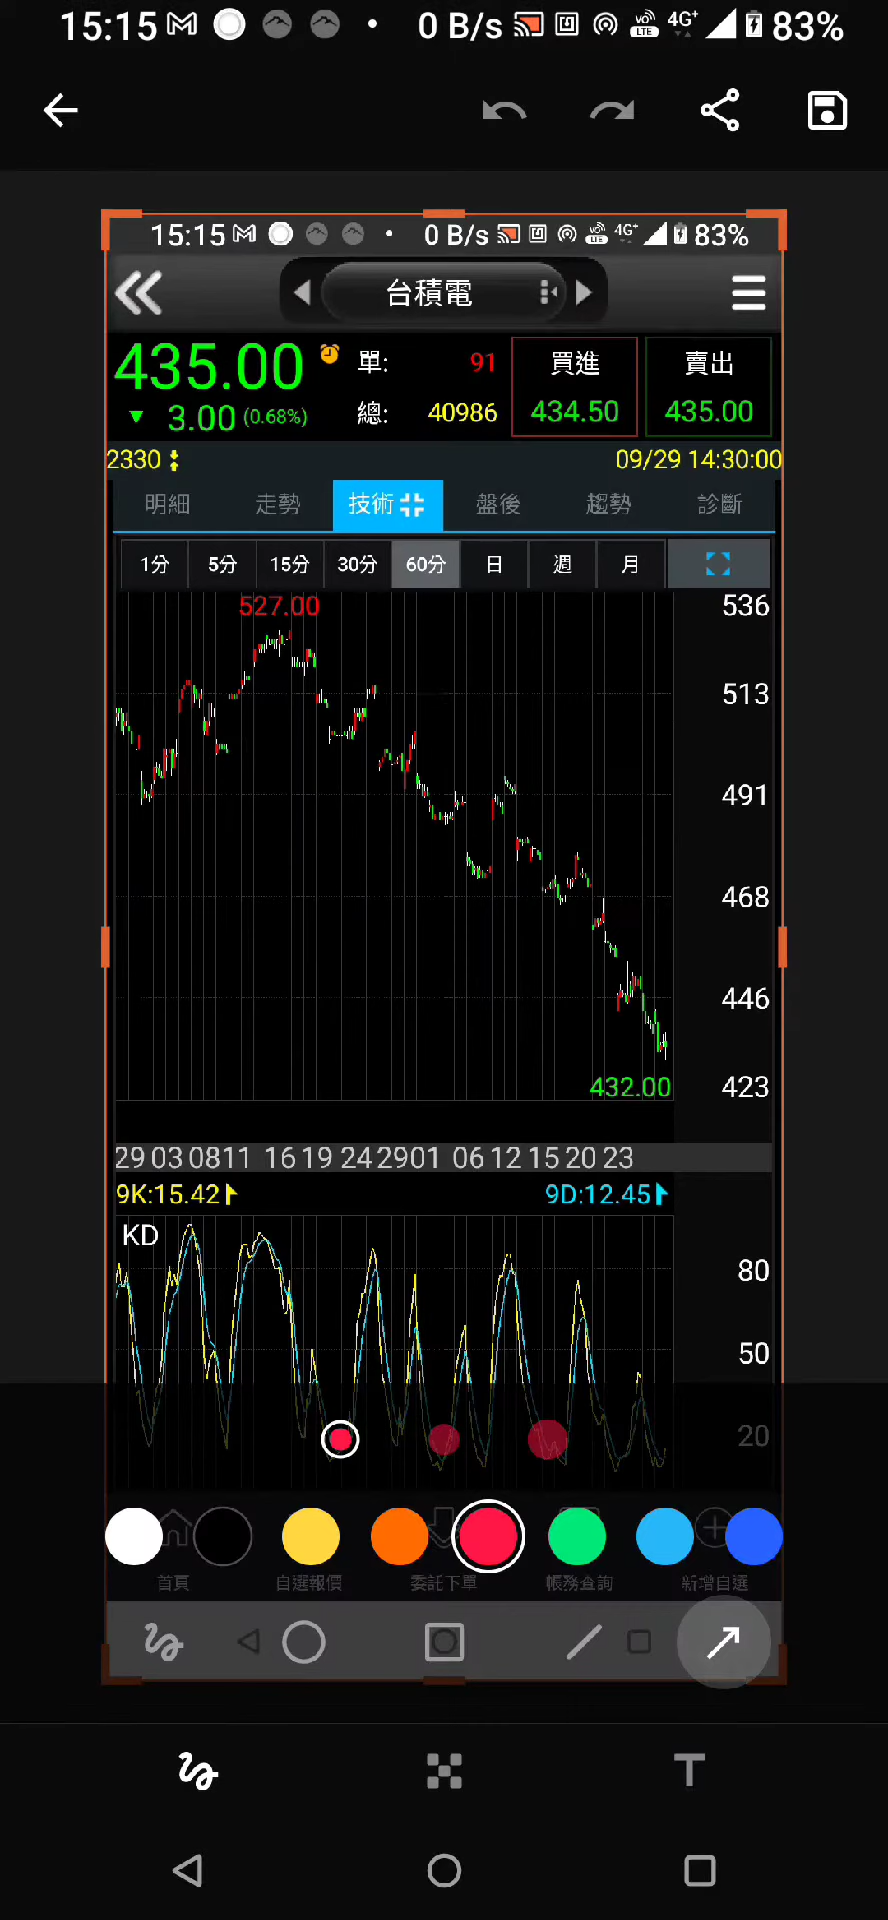 15:15 0 B/s VO LTE 4G+ 83%
15:15 0 B/s VO LTE 4G+ 83%
台積電
435.00 單: 91 買進 賣出
▼ 3.00 (0.68%) 總: 40986 434.50 435.00
2330 09/29 14:30:00
明細 走勢 技術 盤後 趨勢 診斷
1分 5分 15分 30分 60分 日 週 月
527.00 536
513
491
468
446
432.00 423
29 03 08 11 16 19 24 29 01 06 12 15 20 23
9K:15.42 9D:12.45
KD
80
50
20
首頁 自選報價 委託下單 帳務查詢 新增自選
T